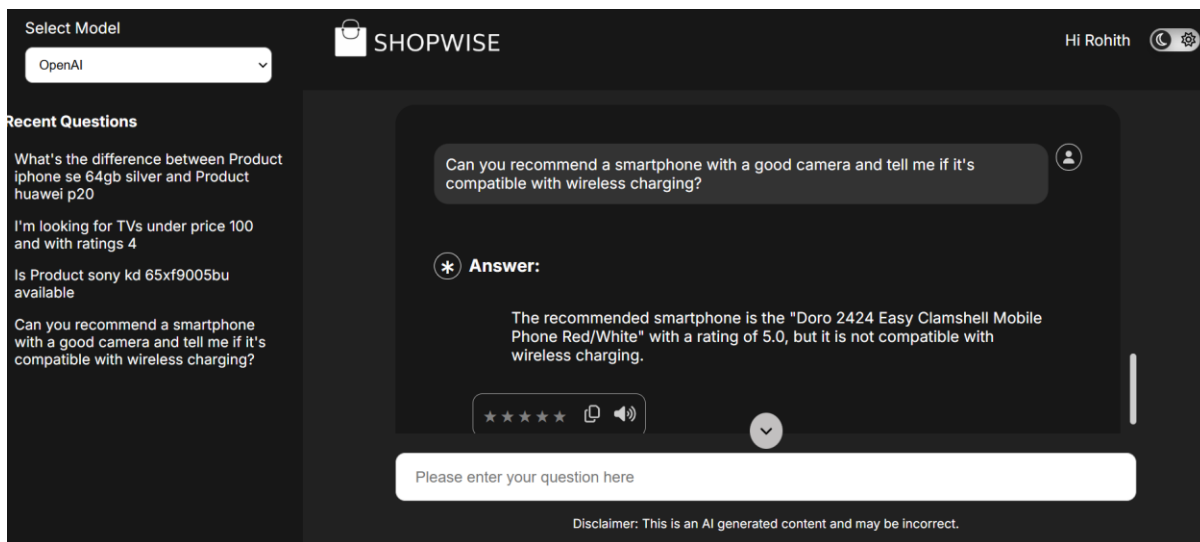 Select Model
OpenAI
Recent Questions
What's the difference between Product
iphone se 64gb silver and Product
huawei p20
I'm looking for TVs under price 100
and with ratings 4
Is Product sony kd 65xf9005bu
available
Can you recommend a smartphone
with a good camera and tell me if it's
compatible with wireless charging?
SHOPWISE
Hi Rohith
Can you recommend a smartphone with a good camera and tell me if it's
compatible with wireless charging?
Answer:
The recommended smartphone is the "Doro 2424 Easy Clamshell Mobile
Phone Red/White" with a rating of 5.0, but it is not compatible with
wireless charging.
Please enter your question here
Disclaimer: This is an AI generated content and may be incorrect.